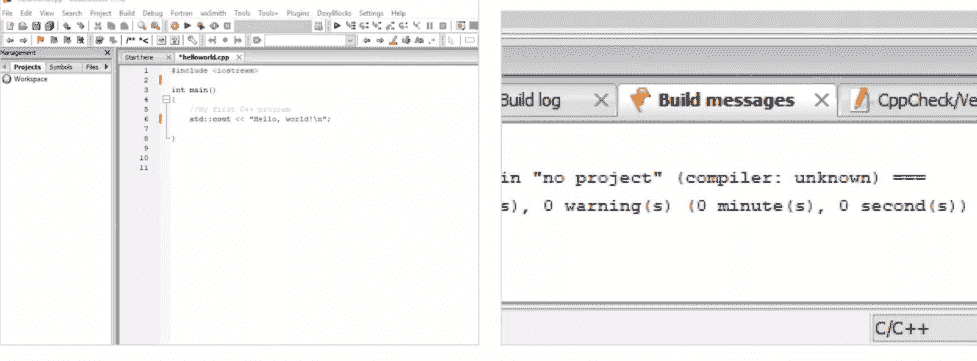 File Edit View Search Project Build Debug Fortran wxSmith Tools Tools+ Plugins DoxyBlocks Settings Help
/** *<
Management
Projects Symbols Files
Workspace
Start here *helloworld.cpp
1 #include <iostream>
2
3 int main()
4 {
5 //My first C++ program
6 std::cout << "Hello, world!\n";
7
8 }
9
10
11
Build log Build messages CppCheck/Ve
in "no project" (compiler: unknown) ===
s), 0 warning(s) (0 minute(s), 0 second(s))
C/C++